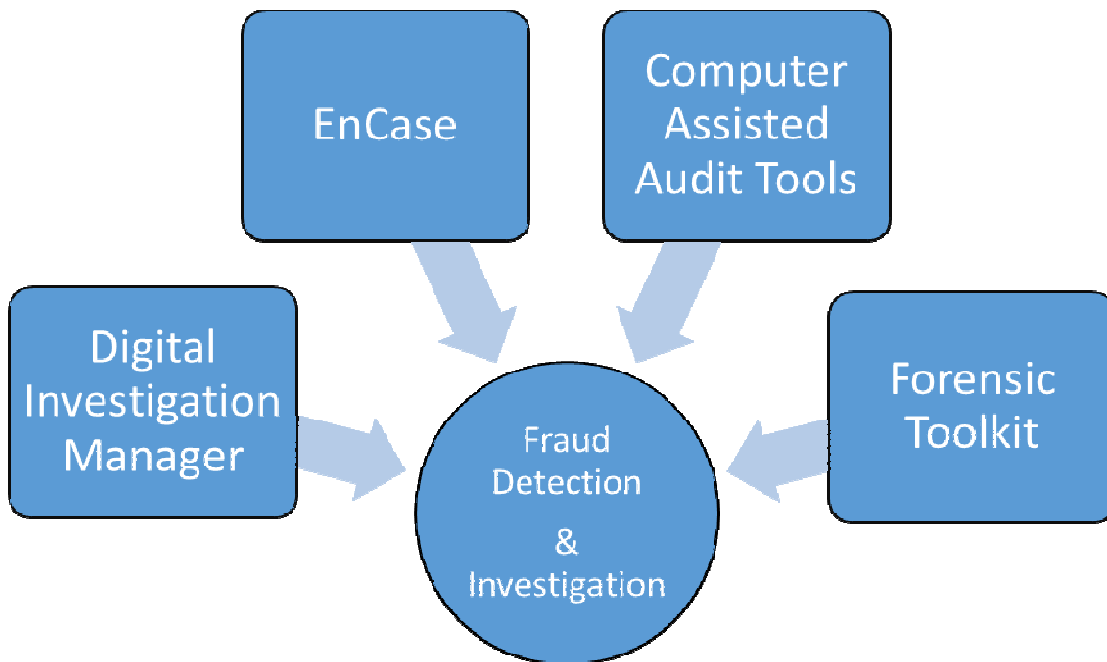 EnCase
Computer
Assisted
Audit Tools
Digital
Investigation
Manager
Forensic
Toolkit
Fraud
Detection
&
Investigation